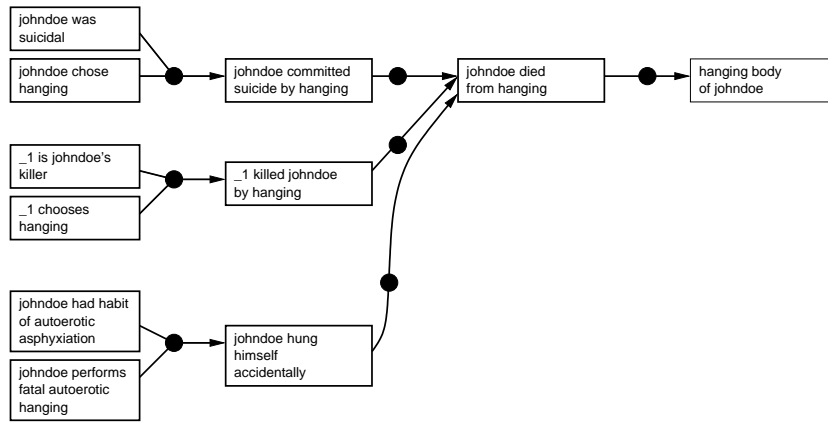 johndoe was
suicidal
johndoe chose
hanging
johndoe committed
suicide by hanging
johndoe died
from hanging
hanging body
of johndoe
_1 is johndoe's
killer
_1 chooses
hanging
_1 killed johndoe
by hanging
johndoe had habit
of autoerotic
asphyxiation
johndoe performs
fatal autoerotic
hanging
johndoe hung
himself
accidentally